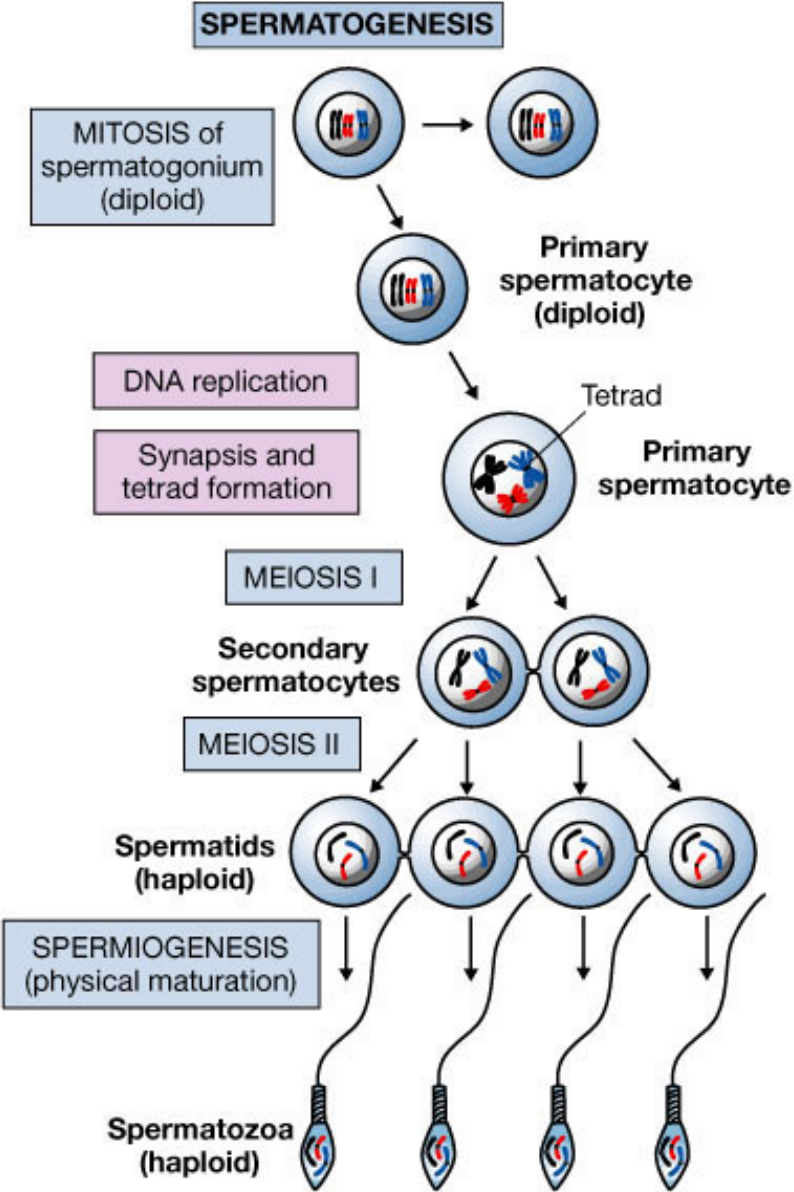 SPERMATOGENESIS
MITOSIS of
spermatogonium
(diploid)
Primary
spermatocyte
(diploid)
DNA replication
Tetrad
Synapsis and
tetrad formation
Primary
spermatocyte
MEIOSIS I
Secondary
spermatocytes
MEIOSIS II
Spermatids
(haploid)
SPERMIOGENESIS
(physical maturation)
Spermatozoa
(haploid)